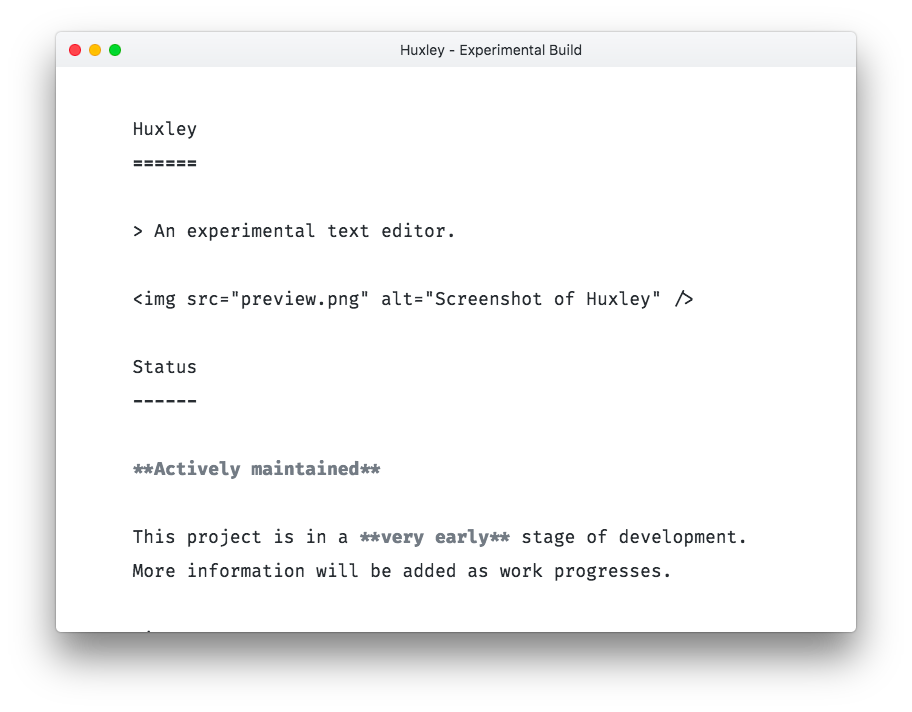 Huxley - Experimental Build
Huxley
======
> An experimental text editor.
<img src="preview.png" alt="Screenshot of Huxley" />
Status
------
**Actively maintained**
This project is in a **very early** stage of development.
More information will be added as work progresses.